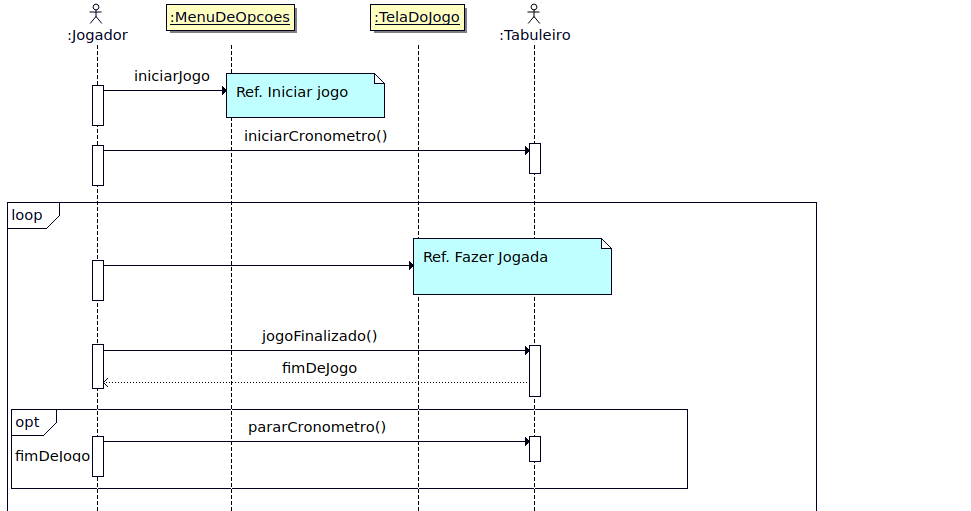 :Jogador
:MenuDeOpcoes
:TelaDoJogo
:Tabuleiro
iniciarJogo
Ref. Iniciar jogo
iniciarCronometro()
loop
Ref. Fazer Jogada
jogoFinalizado()
fimDeJogo
opt
pararCronometro()
fimDeJogo